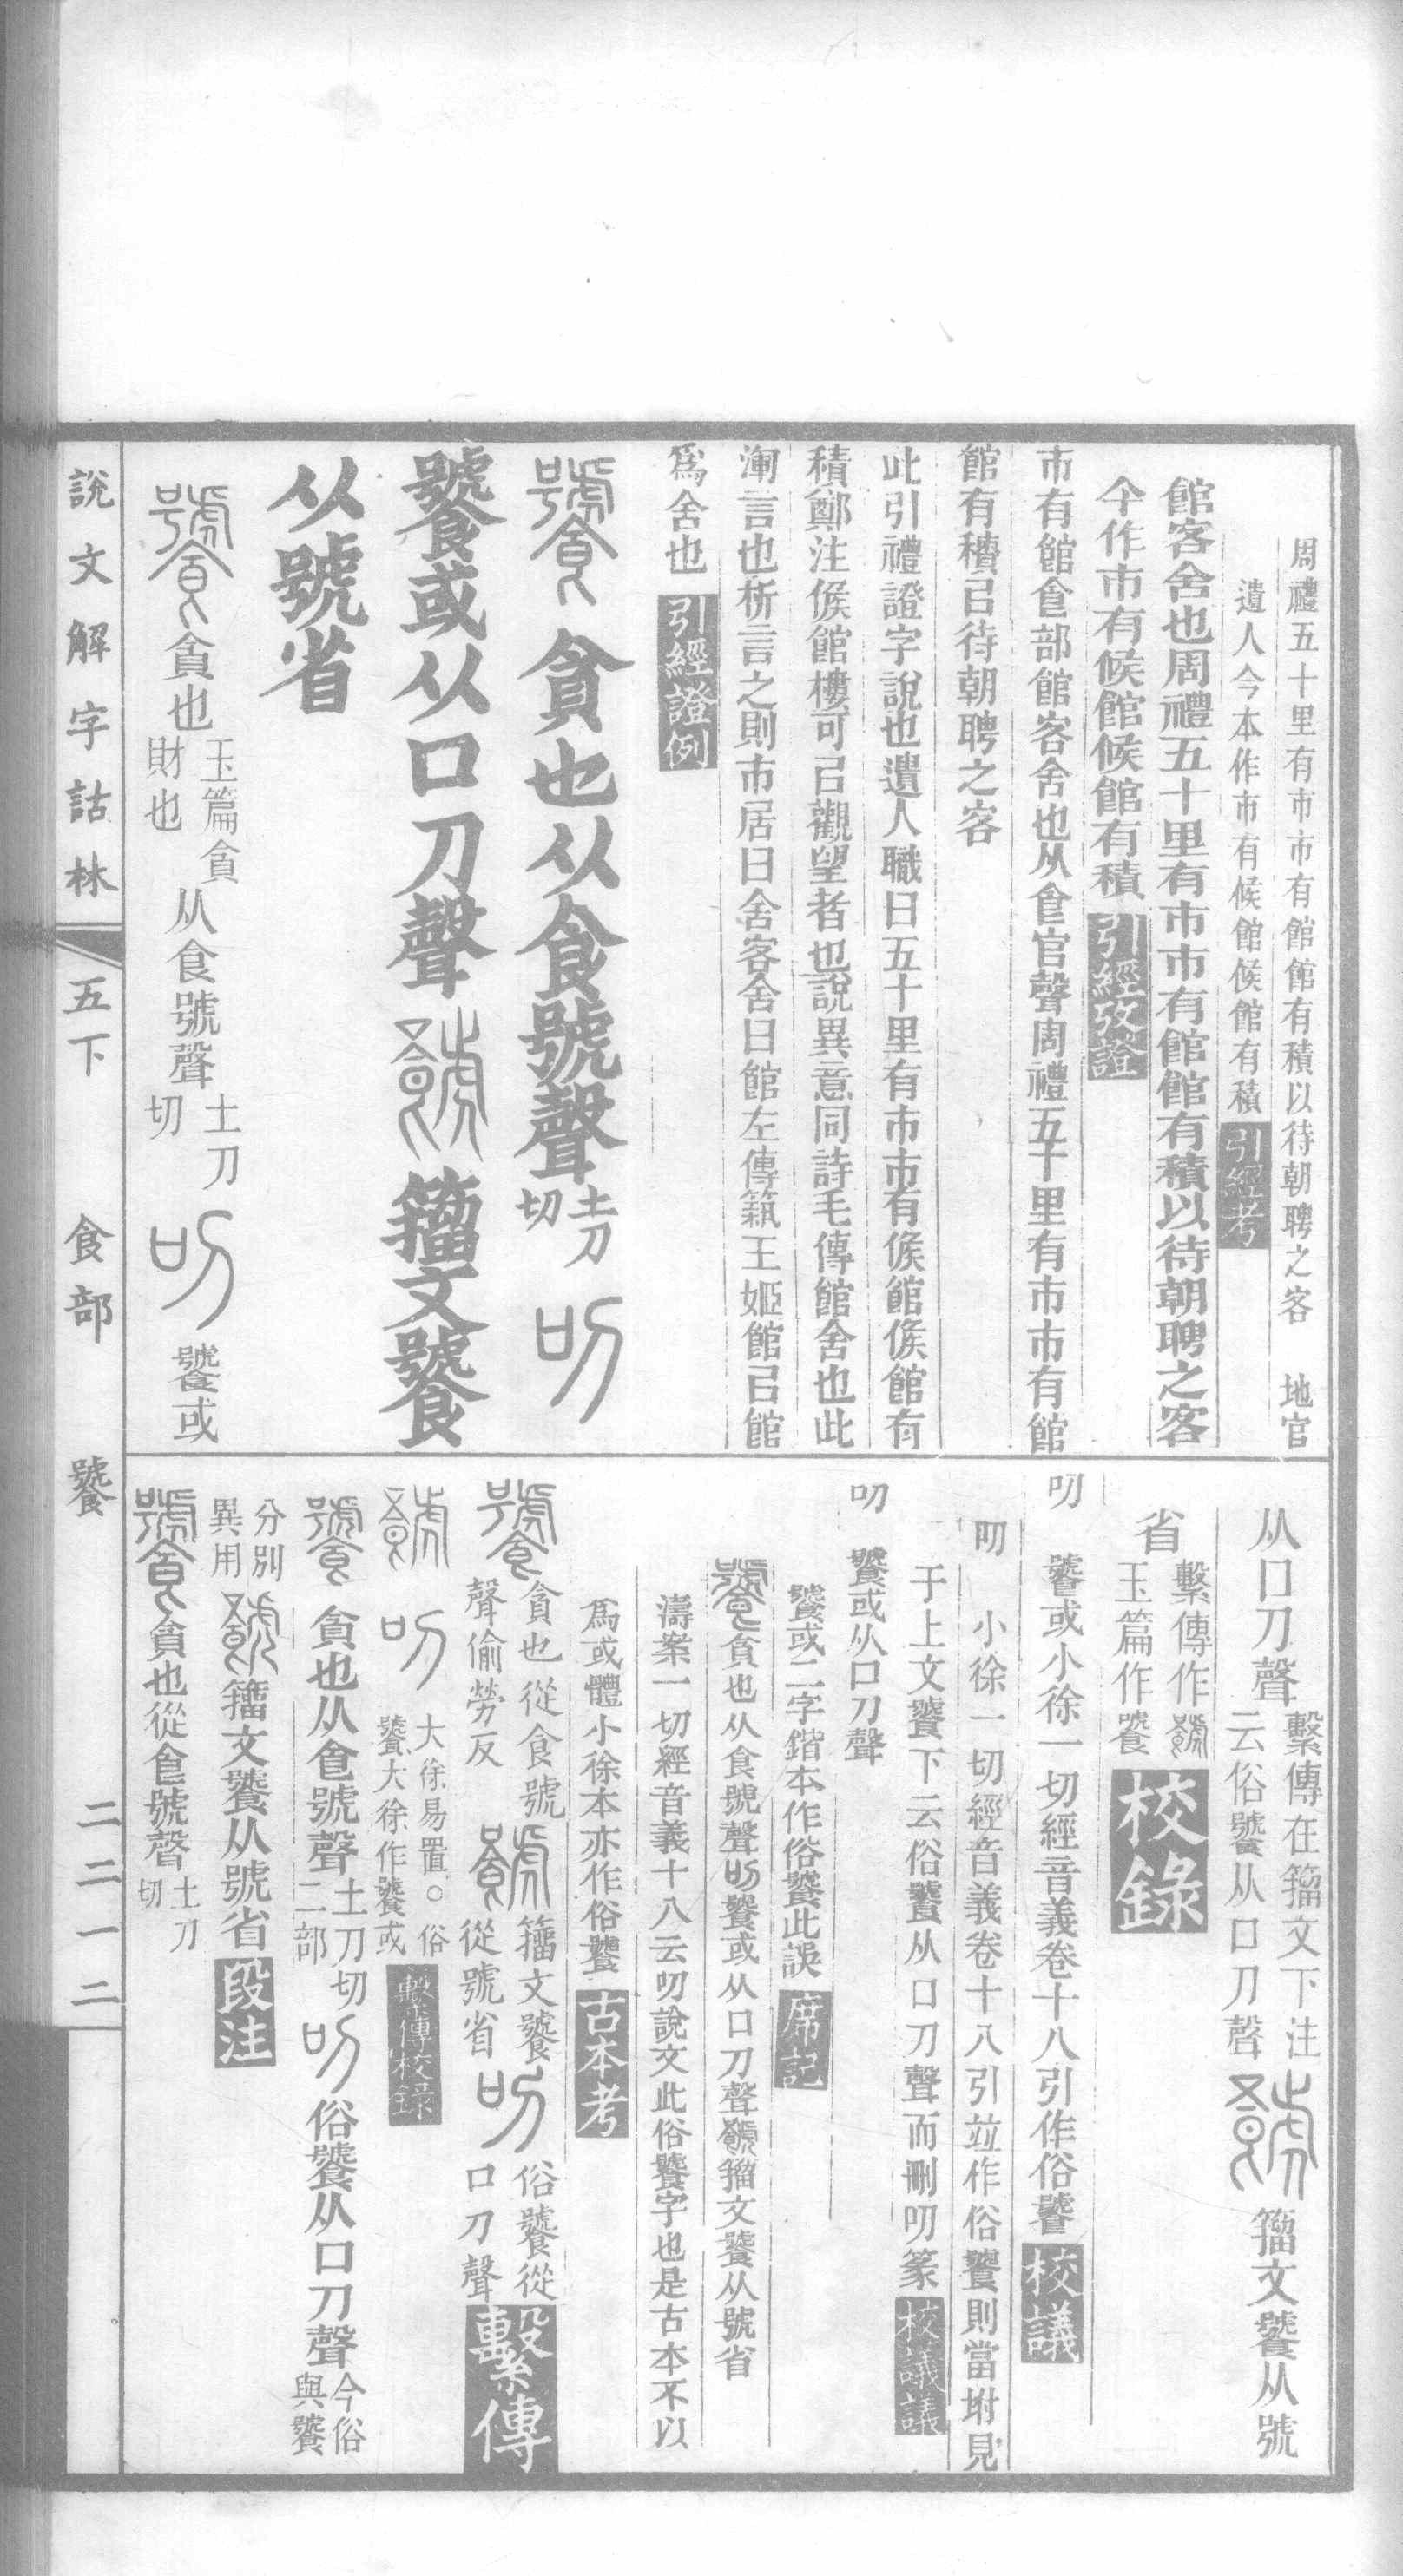 周禮五十里有市市有館館有積以待朝聘之客　地官
遺人今本作市有候館候館有積　引經考
館客舍也周禮五十里有市市有館館有積以待朝聘之客
今作市有候館候館有積　引經攷證
市有館食部館客舍也从食官聲周禮五十里有市市有館
館有積㠯待朝聘之客
此引禮證字說也遺人職曰五十里有市市有候館候館有
積鄭注候館樓可㠯觀望者也說異意同詩毛傳館舍也此
渾言也析言之則市居曰舍客舍曰館左傳築王姬館㠯館
爲舍也　引經證例
饕　貪也从食號聲　土刀切　叨
饕或从口刀聲　籒文饕
从號省
饕　貪也　玉篇貪財也　从食號聲　土刀切　叨　饕或
从口刀聲　繫傳在籒文下注云俗饕从口刀聲　籒文饕从號
省　繫傳作玉篇作　校錄
叨　饕或小徐一切經音義卷十八引作俗饕　校議
叨　小徐一切經音義卷十八引竝作俗饕則當坿見
于上文饕下云俗饕从口刀聲而刪叨篆　校議議
叨　饕或从口刀聲
饕或二字鍇本作俗饕此誤　席記
饕貪也从食號聲叨饕或从口刀聲籒文饕从號省
濤案一切經音義十八云叨說文此俗饕字也是古本不以
爲或體小徐本亦作俗饕　古本考
饕　貪也從食號聲偷勞反　籒文饕從號省　叨　俗饕從口刀聲　繫傳
叨　大徐易置○俗饕大徐作饕或　繫傳校錄
饕　貪也从食號聲　土刀切二部　叨　俗饕从口刀聲　今俗與饕
分別異用　籒文饕从號省　段注
饕貪也從食號聲　土刀切
說文解字詁林　五下　食部　饕　二二一二